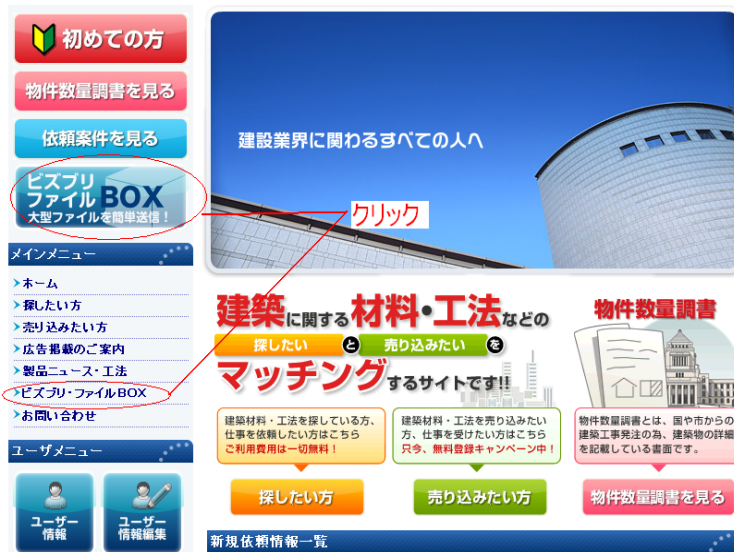 初めての方
物件数量調書を見る
依頼案件を見る
ビズブリ
ファイルBOX
大型ファイルを簡単送信！
メインメニュー
ホーム
探したい方
売り込みたい方
広告掲載のご案内
製品ニュース・工法
ビズブリ・ファイルBOX
お問い合わせ
ユーザメニュー
ユーザー
情報
ユーザー
情報編集
建設業界に関わるすべての人へ
クリック
建築に関する材料・工法などの
探したいと売り込みたいを
マッチングするサイトです!!
建築材料・工法を探している方、
仕事を依頼したい方はこちら
ご利用費用は一切無料！
探したい方
建築材料・工法を売り込みたい
方、仕事を受けたい方はこちら
只今、無料登録キャンペーン中！
売り込みたい方
物件数量調書
物件数量調書とは、国や市からの
建築工事発注の為、建築物の詳細
を記載している書面です。
物件数量調書を見る
新規依頼情報一覧